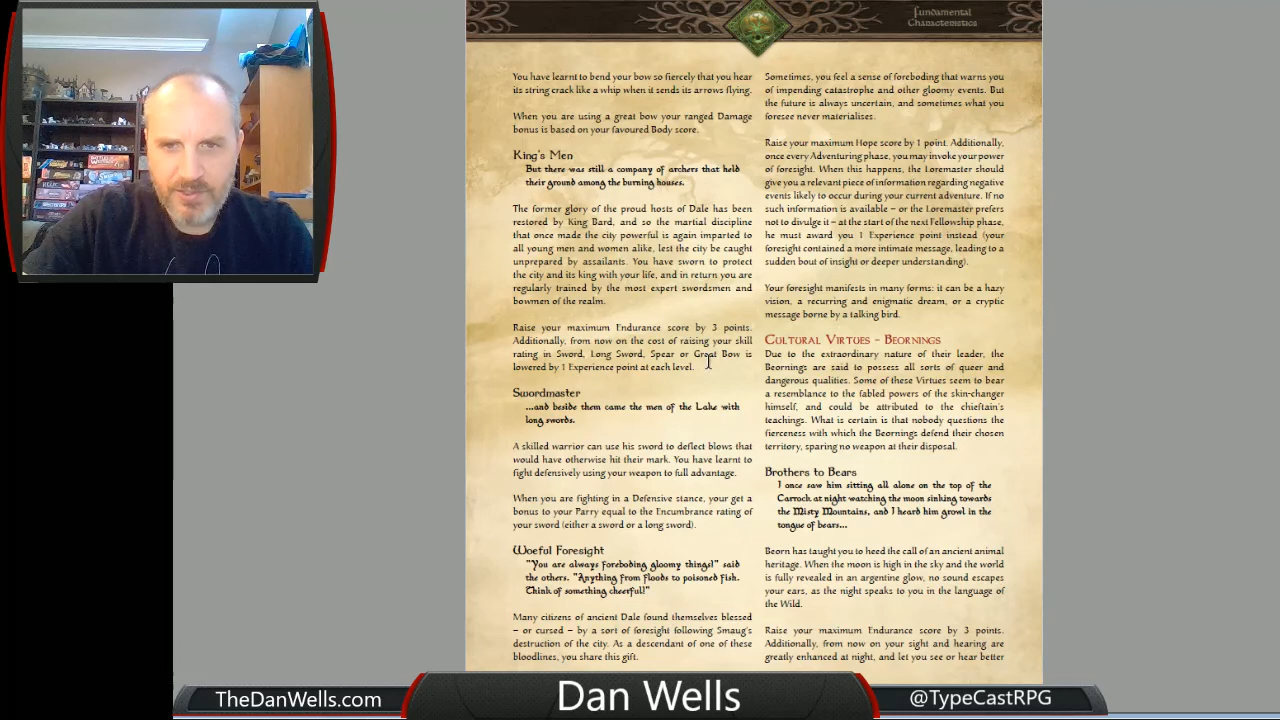 Fundamental
Characteristics
You have learnt to bend your bow so fiercely that you hear
its string crack like a whip when it sends its arrows flying.
When you are using a great bow your ranged Damage
bonus is based on your favoured Body score.
King's Men
But there was still a company of archers that held
their ground among the burning houses.
The former glory of the proud hosts of Dale has been
restored by King Bard, and so the martial discipline
that once made the city powerful is again imparted to
all young men and women alike, lest the city be caught
unprepared by assailants. You have sworn to protect
the city and its king with your life, and in return you are
regularly trained by the most expert swordsmen and
bowmen of the realm.
Raise your maximum Endurance score by 3 points.
Additionally, from now on the cost of raising your skill
rating in Sword, Long Sword, Spear or Great Bow is
lowered by 1 Experience point at each level.
Swordmaster
...and beside them came the men of the Lake with
long swords.
A skilled warrior can use his sword to deflect blows that
would have otherwise hit their mark. You have learnt to
fight defensively using your weapon to full advantage.
When you are fighting in a Defensive stance, your get a
bonus to your Parry equal to the Encumbrance rating of
your sword (either a sword or a long sword).
Woeful Foresight
"You are always foreboding gloomy things!" said
the others. "Anything from floods to poisoned fish.
Think of something cheerful!"
Many citizens of ancient Dale found themselves blessed
– or cursed – by a sort of foresight following Smaug's
destruction of the city. As a descendant of one of these
bloodlines, you share this gift.
Sometimes, you feel a sense of foreboding that warns you
of impending catastrophe and other gloomy events. But
the future is always uncertain, and sometimes what you
foresee never materialises.
Raise your maximum Hope score by 1 point. Additionally,
once every Adventuring phase, you may invoke your power
of foresight. When this happens, the Loremaster should
give you a relevant piece of information regarding negative
events likely to occur during your current adventure. If no
such information is available – or the Loremaster prefers
not to divulge it – at the start of the next Fellowship phase,
he must award you 1 Experience point instead (your
foresight contained a more intimate message, leading to a
sudden bout of insight or deeper understanding).
Your foresight manifests in many forms: it can be a hazy
vision, a recurring and enigmatic dream, or a cryptic
message borne by a talking bird.
Cultural Virtues – Beornings
Due to the extraordinary nature of their leader, the
Beornings are said to possess all sorts of queer and
dangerous qualities. Some of these Virtues seem to bear
a resemblance to the fabled powers of the skin-changer
himself, and could be attributed to the chieftain's
teachings. What is certain is that nobody questions the
fierceness with which the Beornings defend their chosen
territory, sparing no weapon at their disposal.
Brothers to Bears
I once saw him sitting all alone on the top of the
Carrock at night watching the moon sinking towards
the Misty Mountains, and I heard him growl in the
tongue of bears...
Beorn has taught you to heed the call of an ancient animal
heritage. When the moon is high in the sky and the world
is fully revealed in an argentine glow, no sound escapes
your ears, as the night speaks to you in the language of
the Wild.
Raise your maximum Endurance score by 3 points.
Additionally, from now on your sight and hearing are
greatly enhanced at night, and let you see or hear better
TheDanWells.com
Dan Wells
@TypeCastRPG